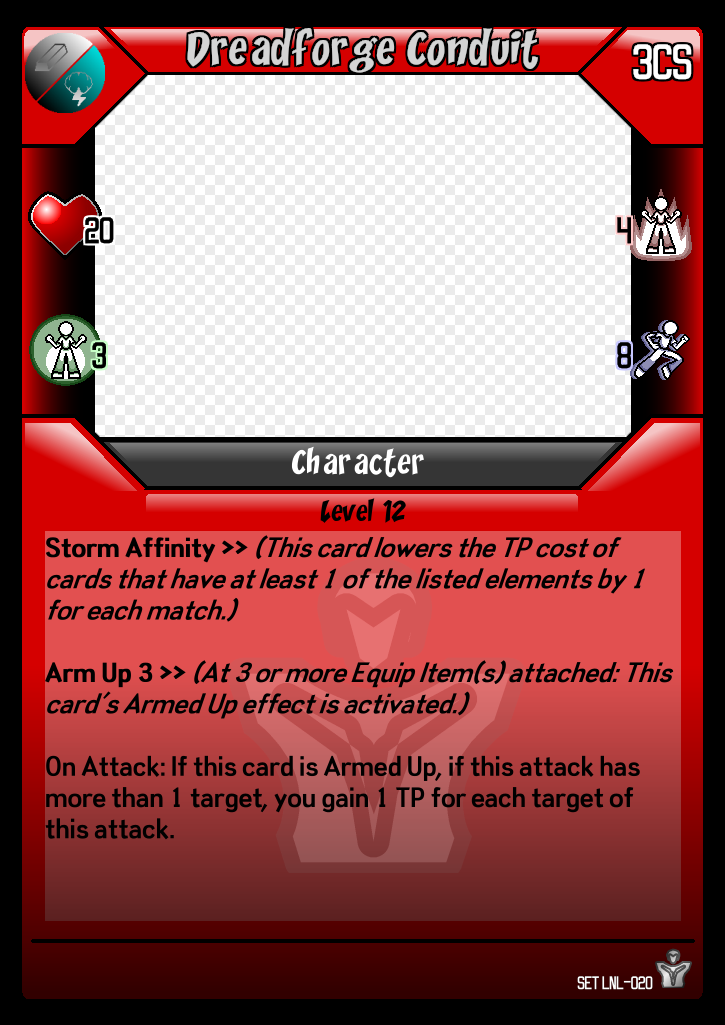 Dreadforge Conduit
3CS
20
4
3
8
Character
Level 12
Storm Affinity >> (This card lowers the TP cost of
cards that have at least 1 of the listed elements by 1
for each match.)
Arm Up 3 >> (At 3 or more Equip Item(s) attached: This
card's Armed Up effect is activated.)
On Attack: If this card is Armed Up, if this attack has
more than 1 target, you gain 1 TP for each target of
this attack.
SET LNL-020